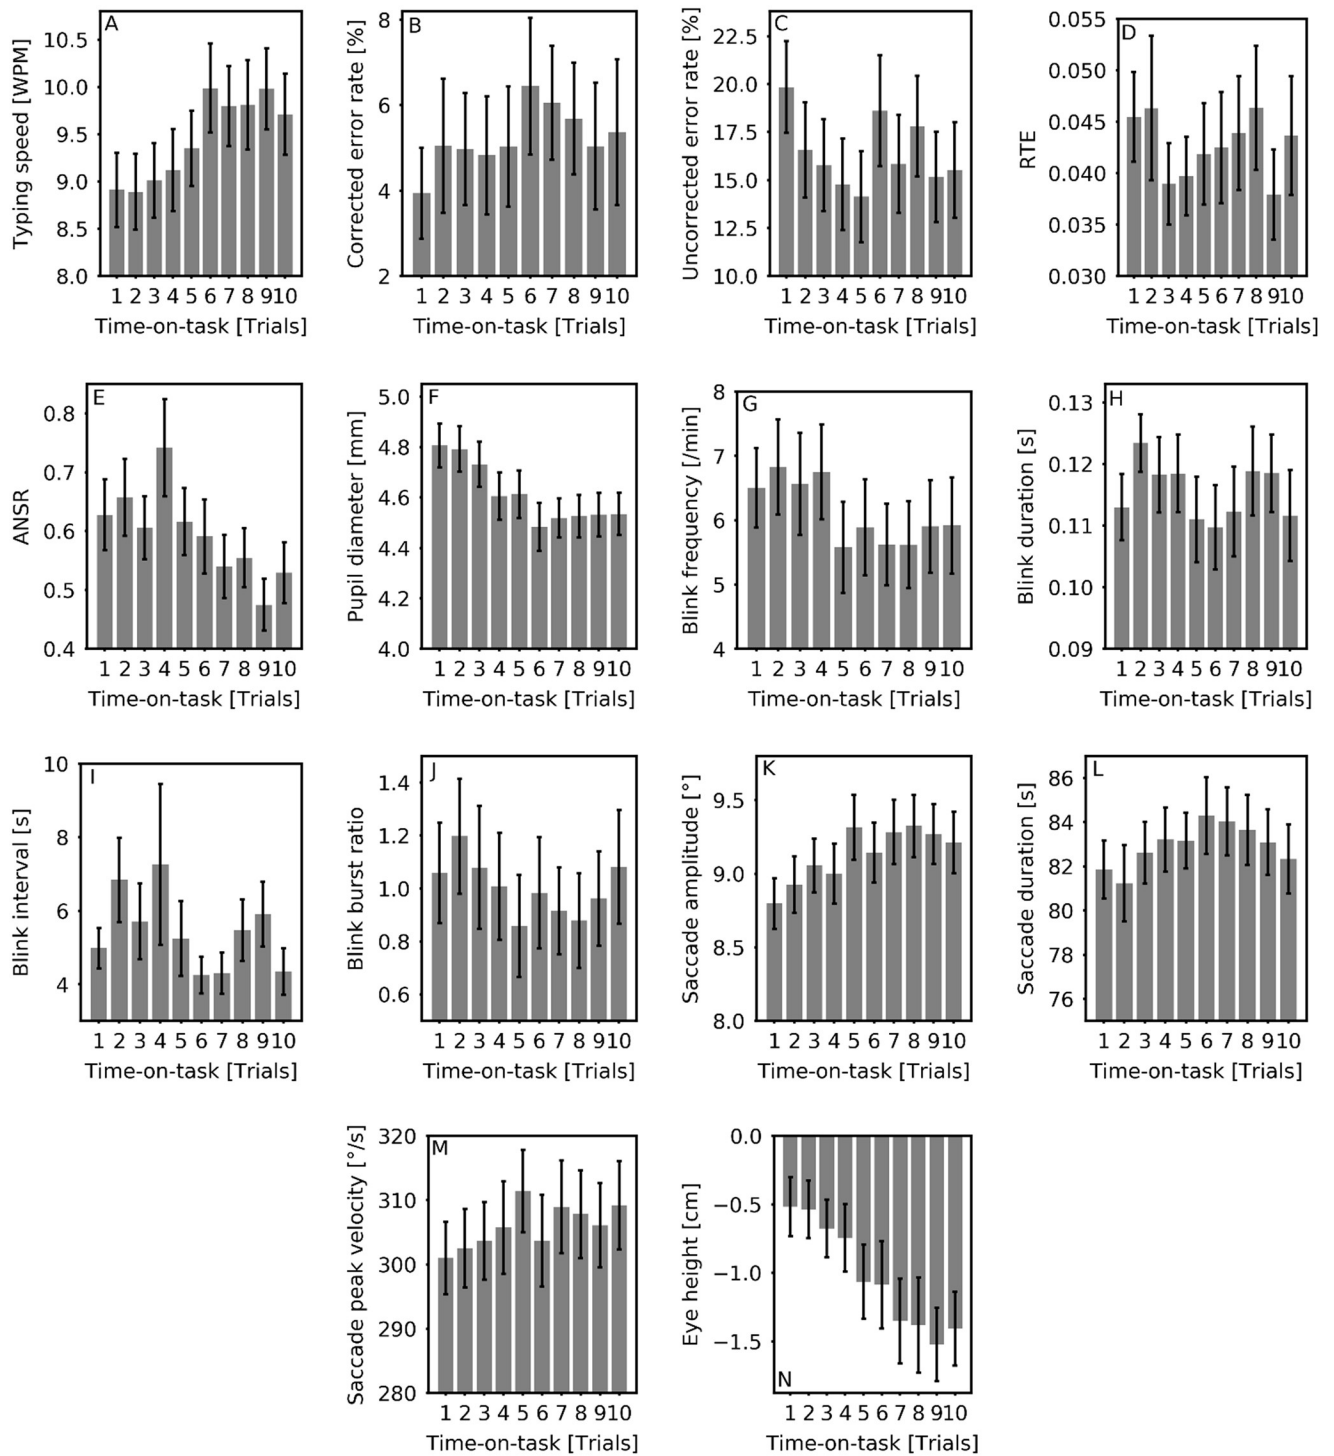 A
Typing speed [WPM]
10.5
10.0
9.5
9.0
8.5
8.0
1 2 3 4 5 6 7 8 9 10
Time-on-task [Trials]
B
Corrected error rate [%]
8
6
4
2
1 2 3 4 5 6 7 8 9 10
Time-on-task [Trials]
C
Uncorrected error rate [%]
22.5
20.0
17.5
15.0
12.5
10.0
1 2 3 4 5 6 7 8 9 10
Time-on-task [Trials]
D
RTE
0.055
0.050
0.045
0.040
0.035
0.030
1 2 3 4 5 6 7 8 9 10
Time-on-task [Trials]
E
ANSR
0.8
0.7
0.6
0.5
0.4
1 2 3 4 5 6 7 8 9 10
Time-on-task [Trials]
F
Pupil diameter [mm]
5.0
4.8
4.6
4.4
4.2
4.0
1 2 3 4 5 6 7 8 9 10
Time-on-task [Trials]
G
Blink frequency [/min]
8
7
6
5
4
1 2 3 4 5 6 7 8 9 10
Time-on-task [Trials]
H
Blink duration [s]
0.13
0.12
0.11
0.10
0.09
1 2 3 4 5 6 7 8 9 10
Time-on-task [Trials]
I
Blink interval [s]
10
8
6
4
1 2 3 4 5 6 7 8 9 10
Time-on-task [Trials]
J
Blink burst ratio
1.4
1.2
1.0
0.8
0.6
1 2 3 4 5 6 7 8 9 10
Time-on-task [Trials]
K
Saccade amplitude [°]
9.5
9.0
8.5
8.0
1 2 3 4 5 6 7 8 9 10
Time-on-task [Trials]
L
Saccade duration [s]
86
84
82
80
78
76
1 2 3 4 5 6 7 8 9 10
Time-on-task [Trials]
M
Saccade peak velocity [°/s]
320
310
300
290
280
1 2 3 4 5 6 7 8 9 10
Time-on-task [Trials]
N
Eye height [cm]
0.0
−0.5
−1.0
−1.5
1 2 3 4 5 6 7 8 9 10
Time-on-task [Trials]